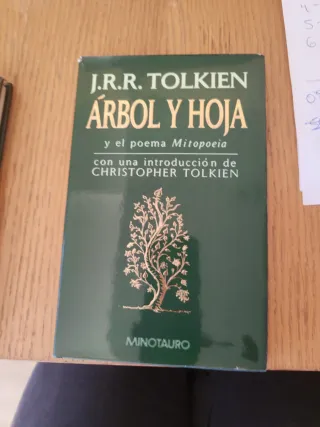 J.R.R. TOLKIEN
ÁRBOL Y HOJA
y el poema Mitopoeia
con una introducción de
CHRISTOPHER TOLKIEN
MINOTAURO